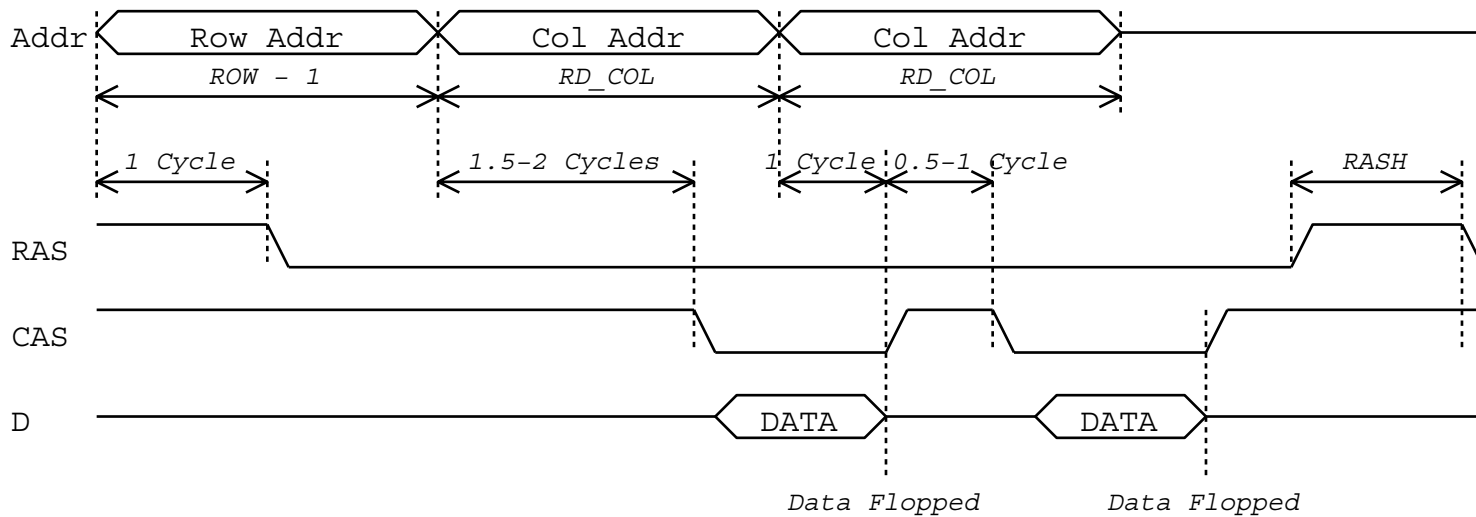 Addr Row Addr Col Addr Col Addr
ROW - 1 RD_COL RD_COL
1 Cycle 1.5-2 Cycles 1 Cycle 0.5-1 Cycle RASH
RAS
CAS
D DATA DATA
Data Flopped Data Flopped